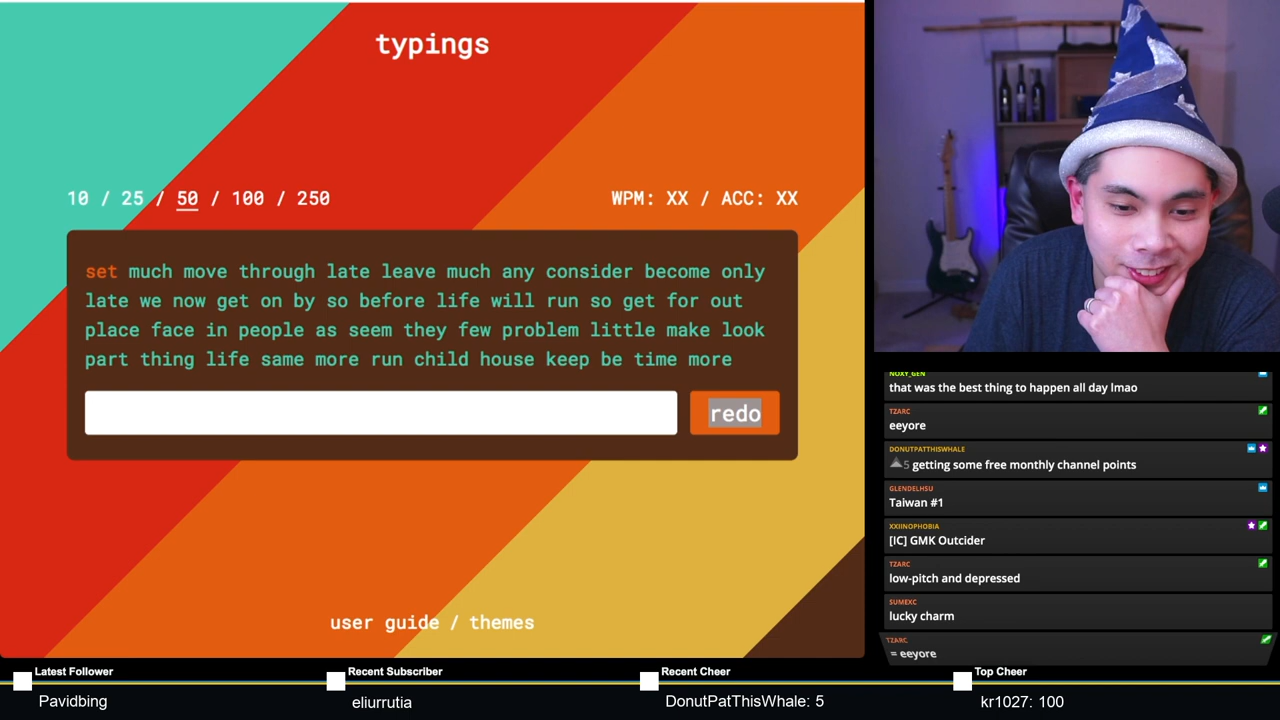 typings
10 / 25 / 50 / 100 / 250
WPM: XX / ACC: XX
set much move through late leave much any consider become only
late we now get on by so before life will run so get for out
place face in people as seem they few problem little make look
part thing life same more run child house keep be time more
redo
user guide / themes
NOXY_GEN
that was the best thing to happen all day lmao
TZARC
eeyore
DONUTPATTHISWHALE
5 getting some free monthly channel points
GLENDELHSU
Taiwan #1
XXIINOPHOBIA
[IC] GMK Outcider
TZARC
low-pitch and depressed
SUMEXC
lucky charm
TZARC
= eeyore
Latest Follower
Pavidbing
Recent Subscriber
eliurrutia
Recent Cheer
DonutPatThisWhale: 5
Top Cheer
kr1027: 100